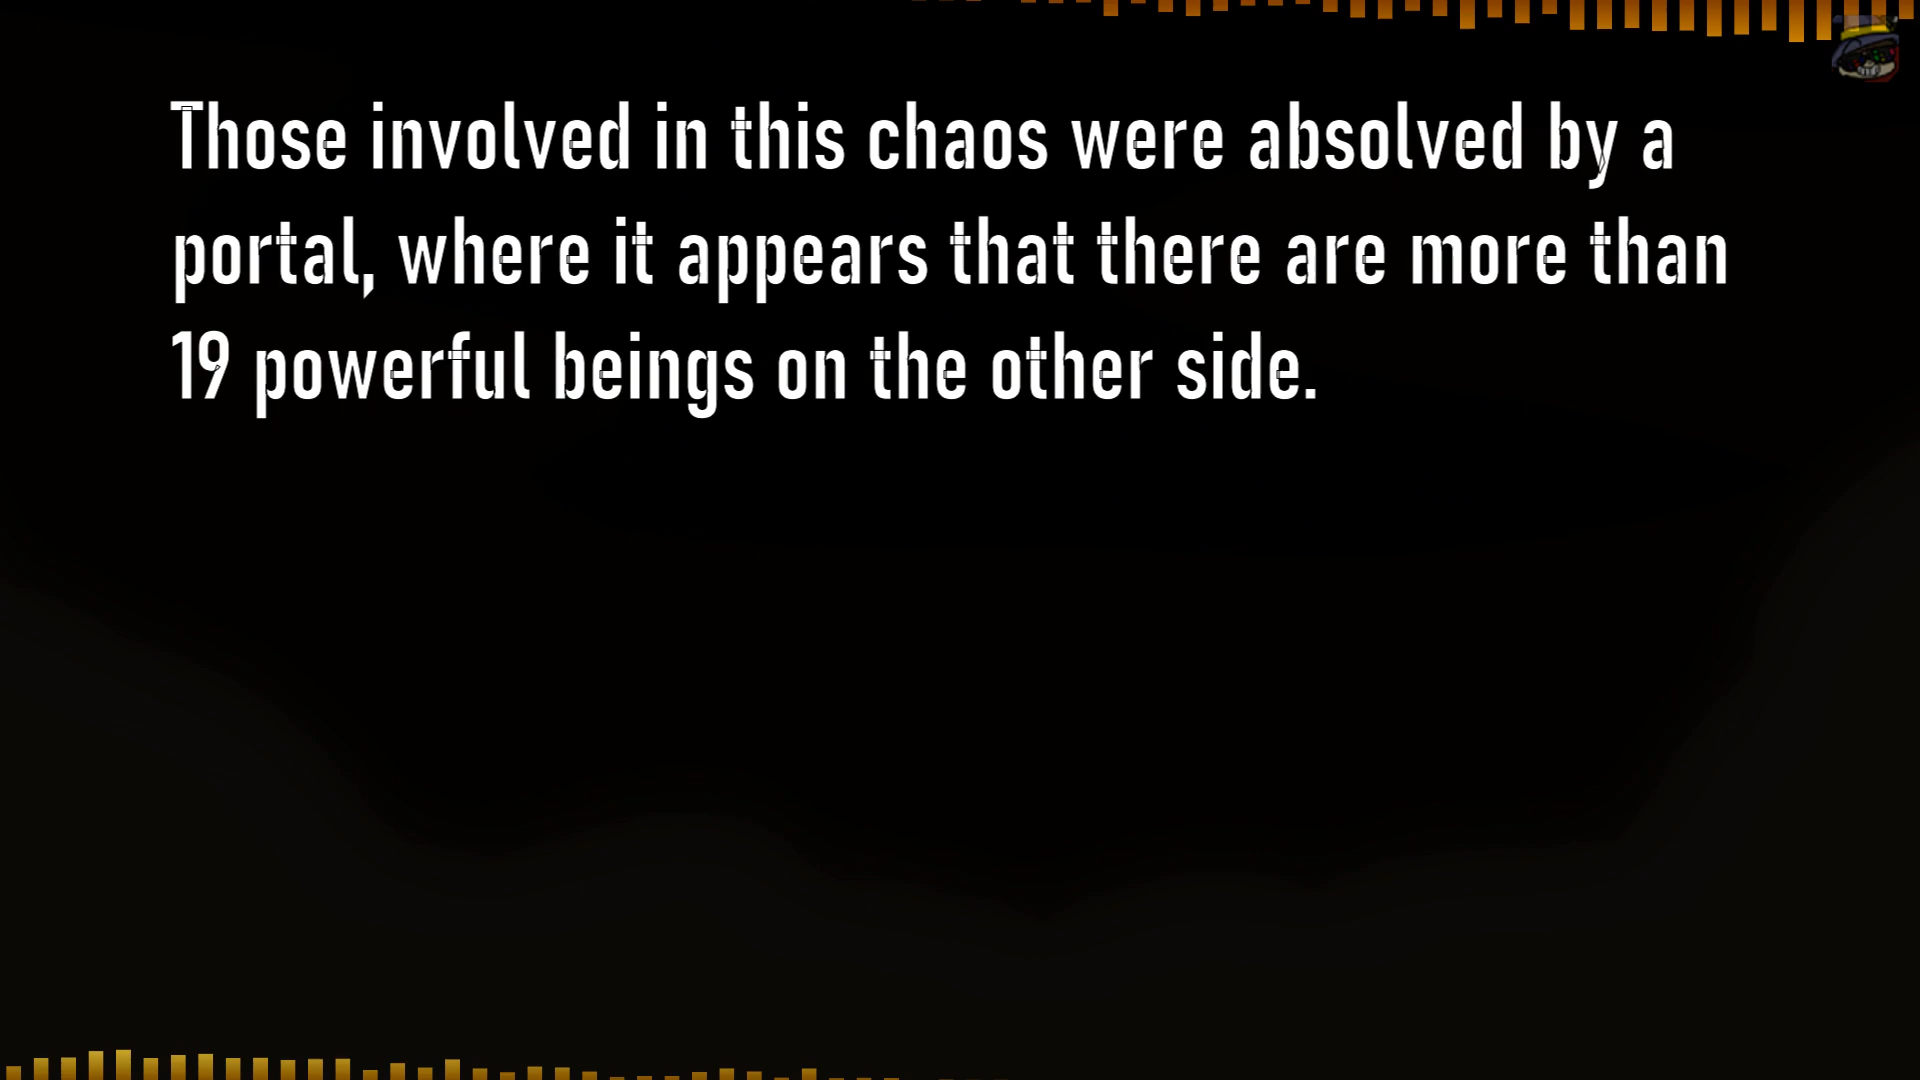 Those involved in this chaos were absolved by a
portal, where it appears that there are more than
19 powerful beings on the other side.